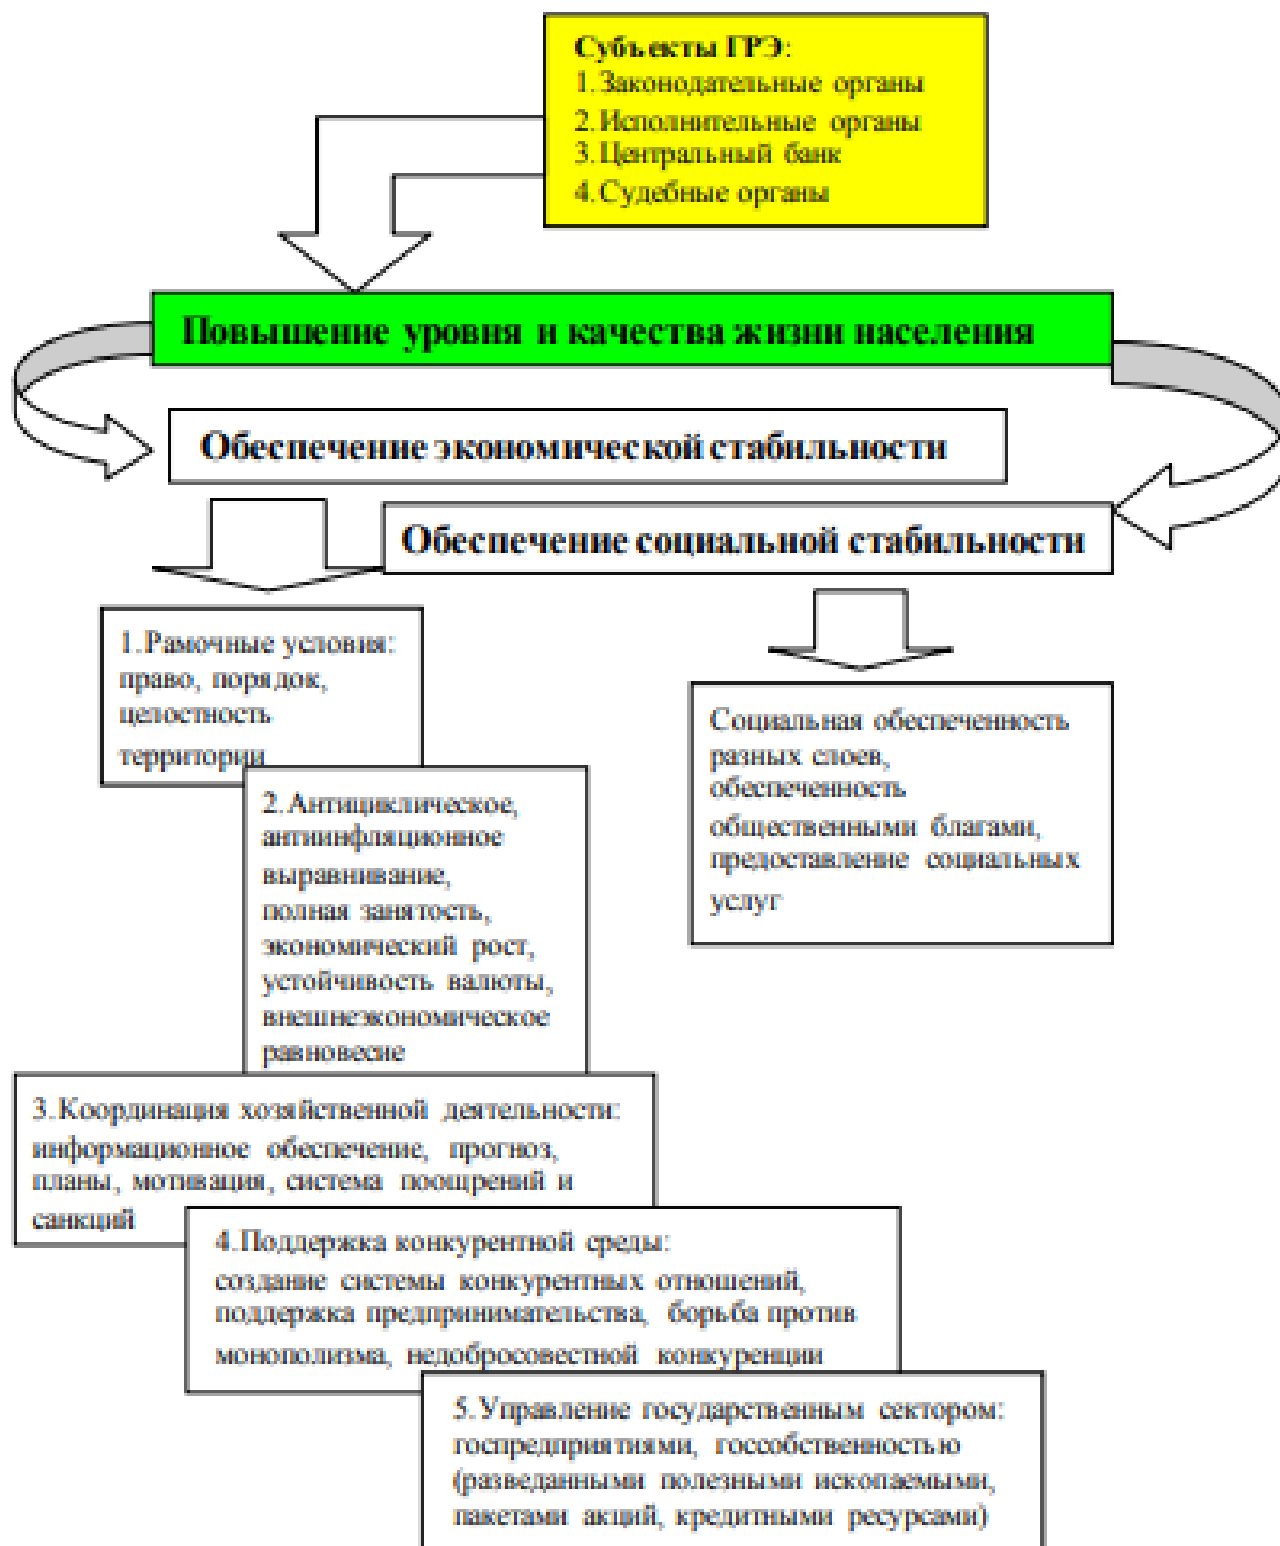 Субъекты ГРЭ:
1.Законодательные органы
2.Исполнительные органы
3.Центральный банк
4.Судебные органы
Повышение уровня и качества жизни населения
Обеспечение экономической стабильности
Обеспечение социальной стабильности
1.Рамочные условия:
право, порядок,
целостность
территории
Социальная обеспеченность
разных слоев,
обеспеченность
общественными благами,
предоставление социальных
услуг
2.Антициклическое,
антиинфляционное
выравнивание,
полная занятость,
экономический рост,
устойчивость валюты,
внешнеэкономическое
равновесие
3.Координация хозяйственной деятельности:
информационное обеспечение, прогноз,
планы, мотивация, система поощрений и
санкций
4.Поддержка конкурентной среды:
создание системы конкурентных отношений,
поддержка предпринимательства, борьба против
монополизма, недобросовестной конкуренции
5.Управление государственным сектором:
госпредприятиями, госсобственностью
(разведанными полезными ископаемыми,
пакетами акций, кредитными ресурсами)